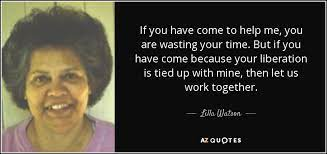 If you have come to help me, you
are wasting your time. But if you
have come because your liberation
is tied up with mine, then let us
work together.
Lilla Watson
AZ QUOTES